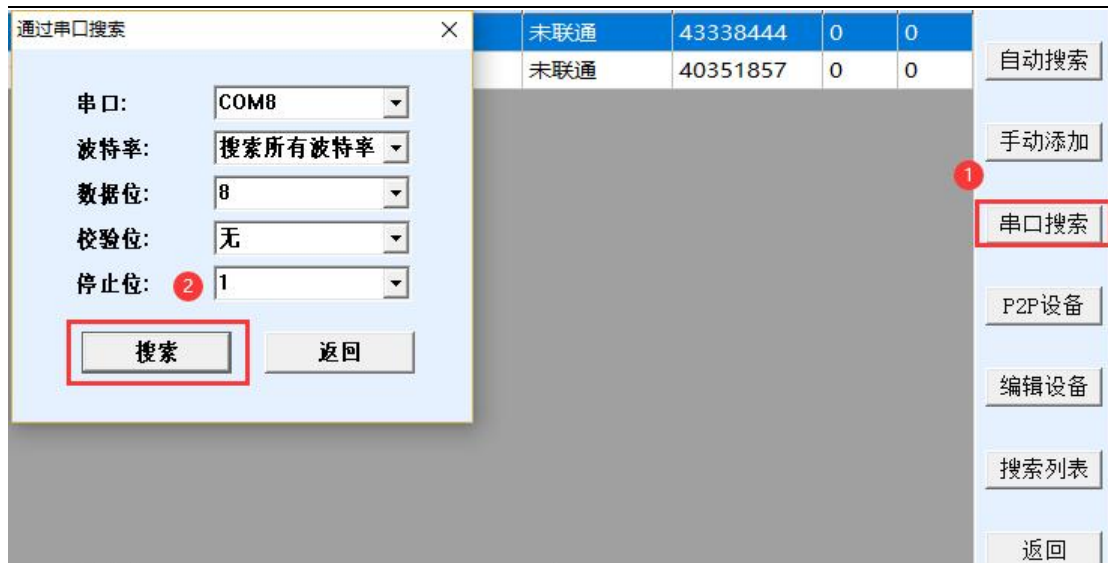 通过串口搜索
未联通 43338444 0 0
未联通 40351857 0 0
串口: COM8
波特率: 搜索所有波特率
数据位: 8
校验位: 无
停止位: 2 1
搜索 返回
自动搜索
手动添加
1
串口搜索
P2P设备
编辑设备
搜索列表
返回